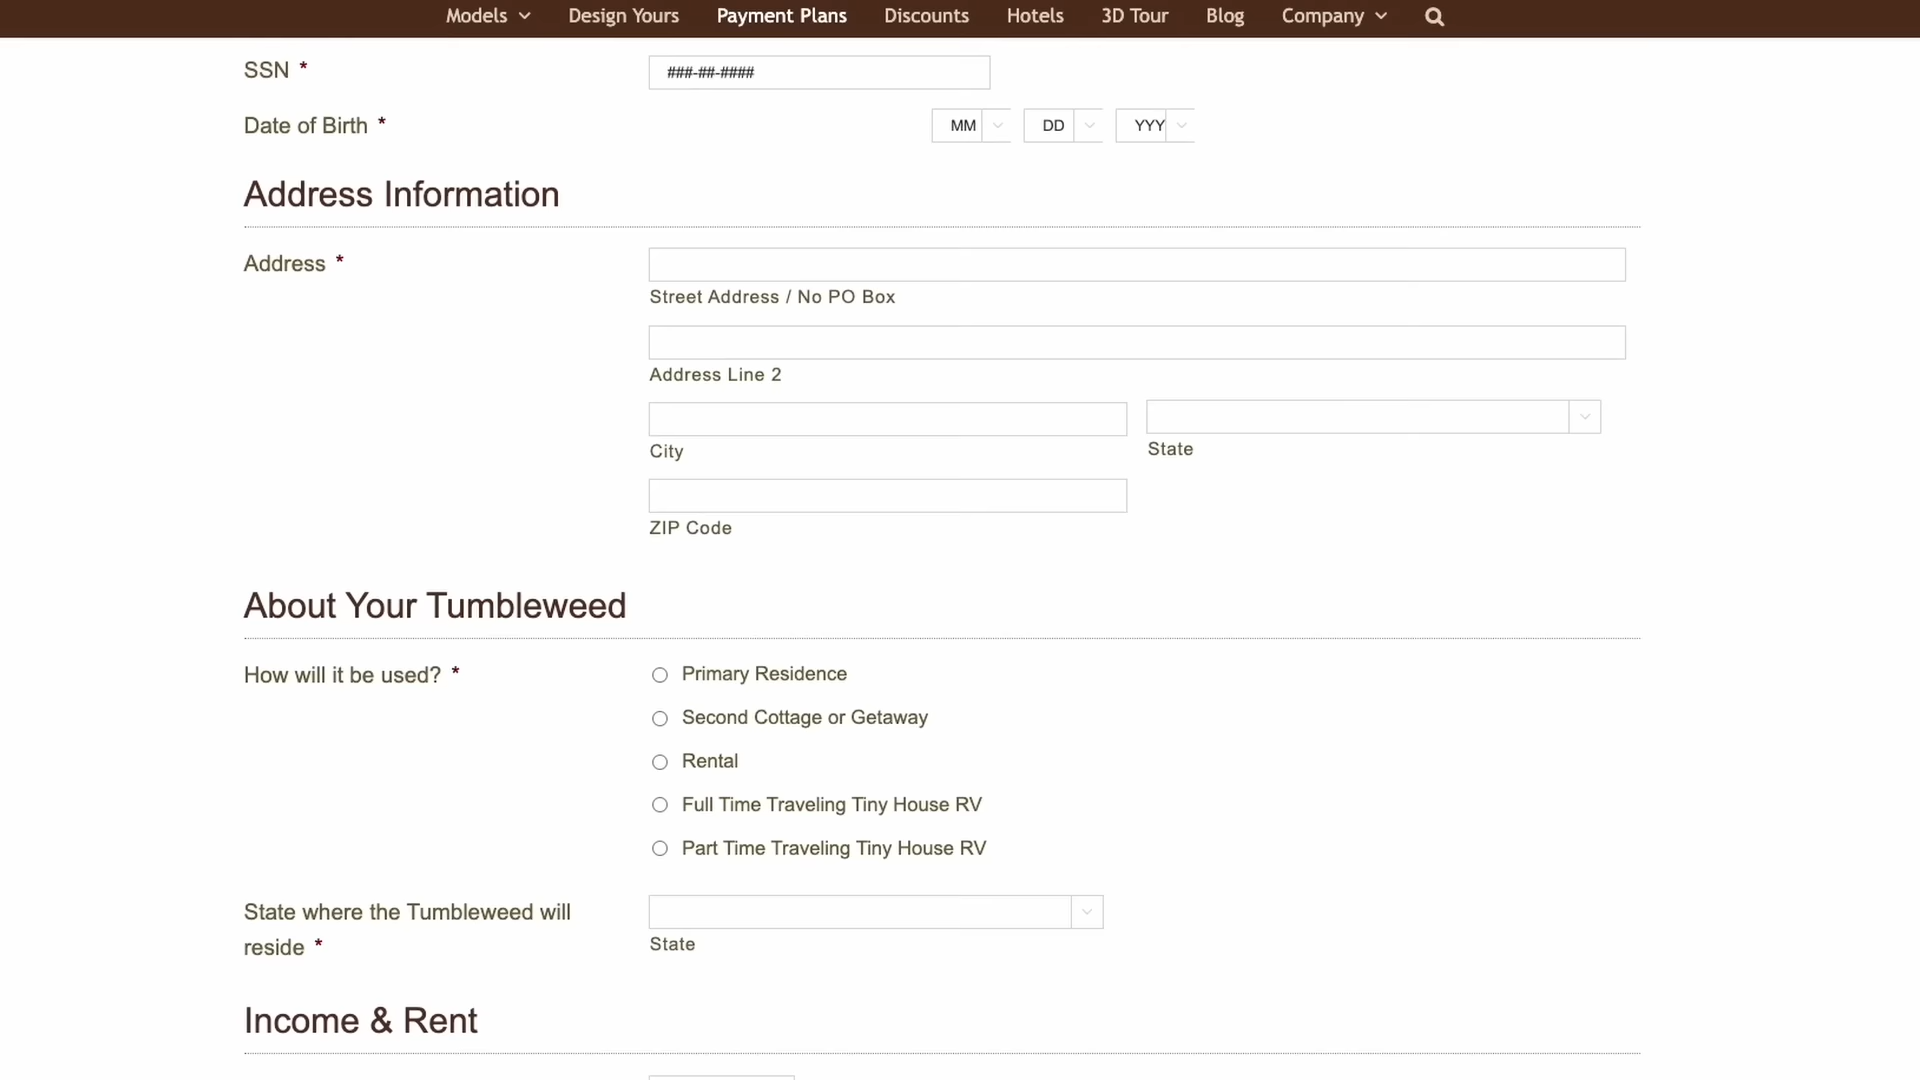 Models Design Yours Payment Plans Discounts Hotels 3D Tour Blog Company
SSN *
###-##-####
Date of Birth *
MM DD YYY
Address Information
Address *
Street Address / No PO Box
Address Line 2
City
State
ZIP Code
About Your Tumbleweed
How will it be used? *
Primary Residence
Second Cottage or Getaway
Rental
Full Time Traveling Tiny House RV
Part Time Traveling Tiny House RV
State where the Tumbleweed will
reside *
State
Income & Rent